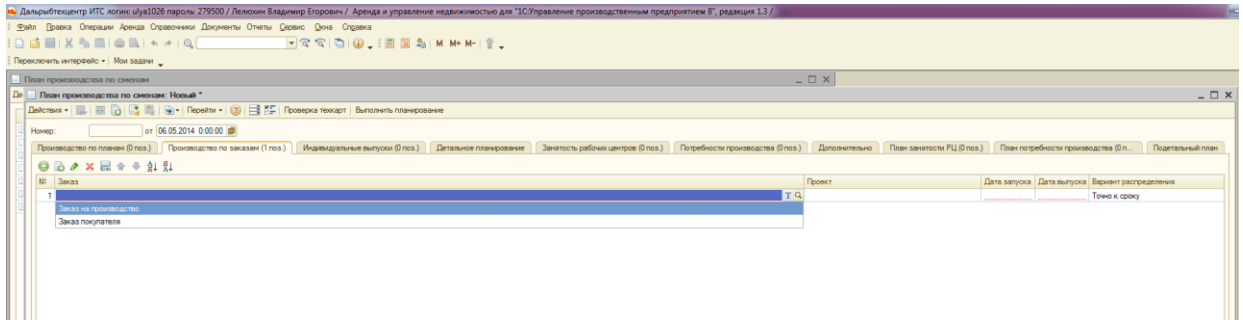 Дальрыбтехцентр ИТС логин: ulya1026 пароль: 279500 / Лелюхин Владимир Егорович / Аренда и управление недвижимостью для "1С:Управление производственным предприятием 8", редакция 1.3 /
Файл Правка Операции Аренда Справочники Документы Отчеты Сервис Окна Справка
M M+ M-
Переключить интерфейс Мои задачи
План производства по сменам
План производства по сменам: Новый *
Действия Перейти Проверка техкарт Выполнить планирование
Номер: от 06.05.2014 0:00:00
Производство по планам (0 поз.) Производство по заказам (1 поз.) Индивидуальные выпуски (0 поз.) Детальное планирование Занятость рабочих центров (0 поз.) Потребности производства (0 поз.) Дополнительно План занятости РЦ (0 поз.) План потребности производства (0 п... Подетальный план
№ Заказ Проект Дата запуска Дата выпуска Вариант распределения
1 T Точно к сроку
Заказ на производство
Заказ покупателя